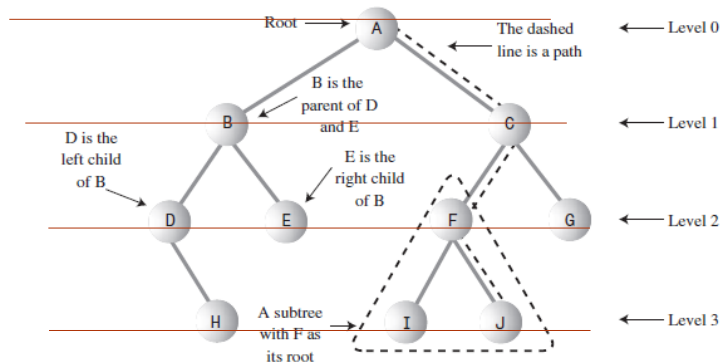 Root
A
The dashed
line is a path
Level 0
B is the
parent of D
and E
B
C
Level 1
D is the
left child
of B
E is the
right child
of B
D
E
F
G
Level 2
A subtree
with F as
its root
H
I
J
Level 3